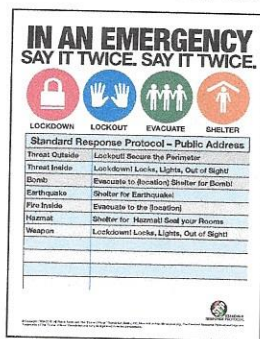 IN AN EMERGENCY
SAY IT TWICE. SAY IT TWICE.
LOCKDOWN LOCKOUT EVACUATE SHELTER
Standard Response Protocol – Public Address
Threat Outside Lockout! Secure the Perimeter
Threat Inside Lockdown! Locks, Lights, Out of Sight!
Bomb Evacuate to (location) Shelter for Bomb!
Earthquake Shelter for Earthquake!
Fire Inside Evacuate to the (location)
Hazmat Shelter for Hazmat! Seal your Rooms
Weapon Lockdown! Locks, Lights, Out of Sight!